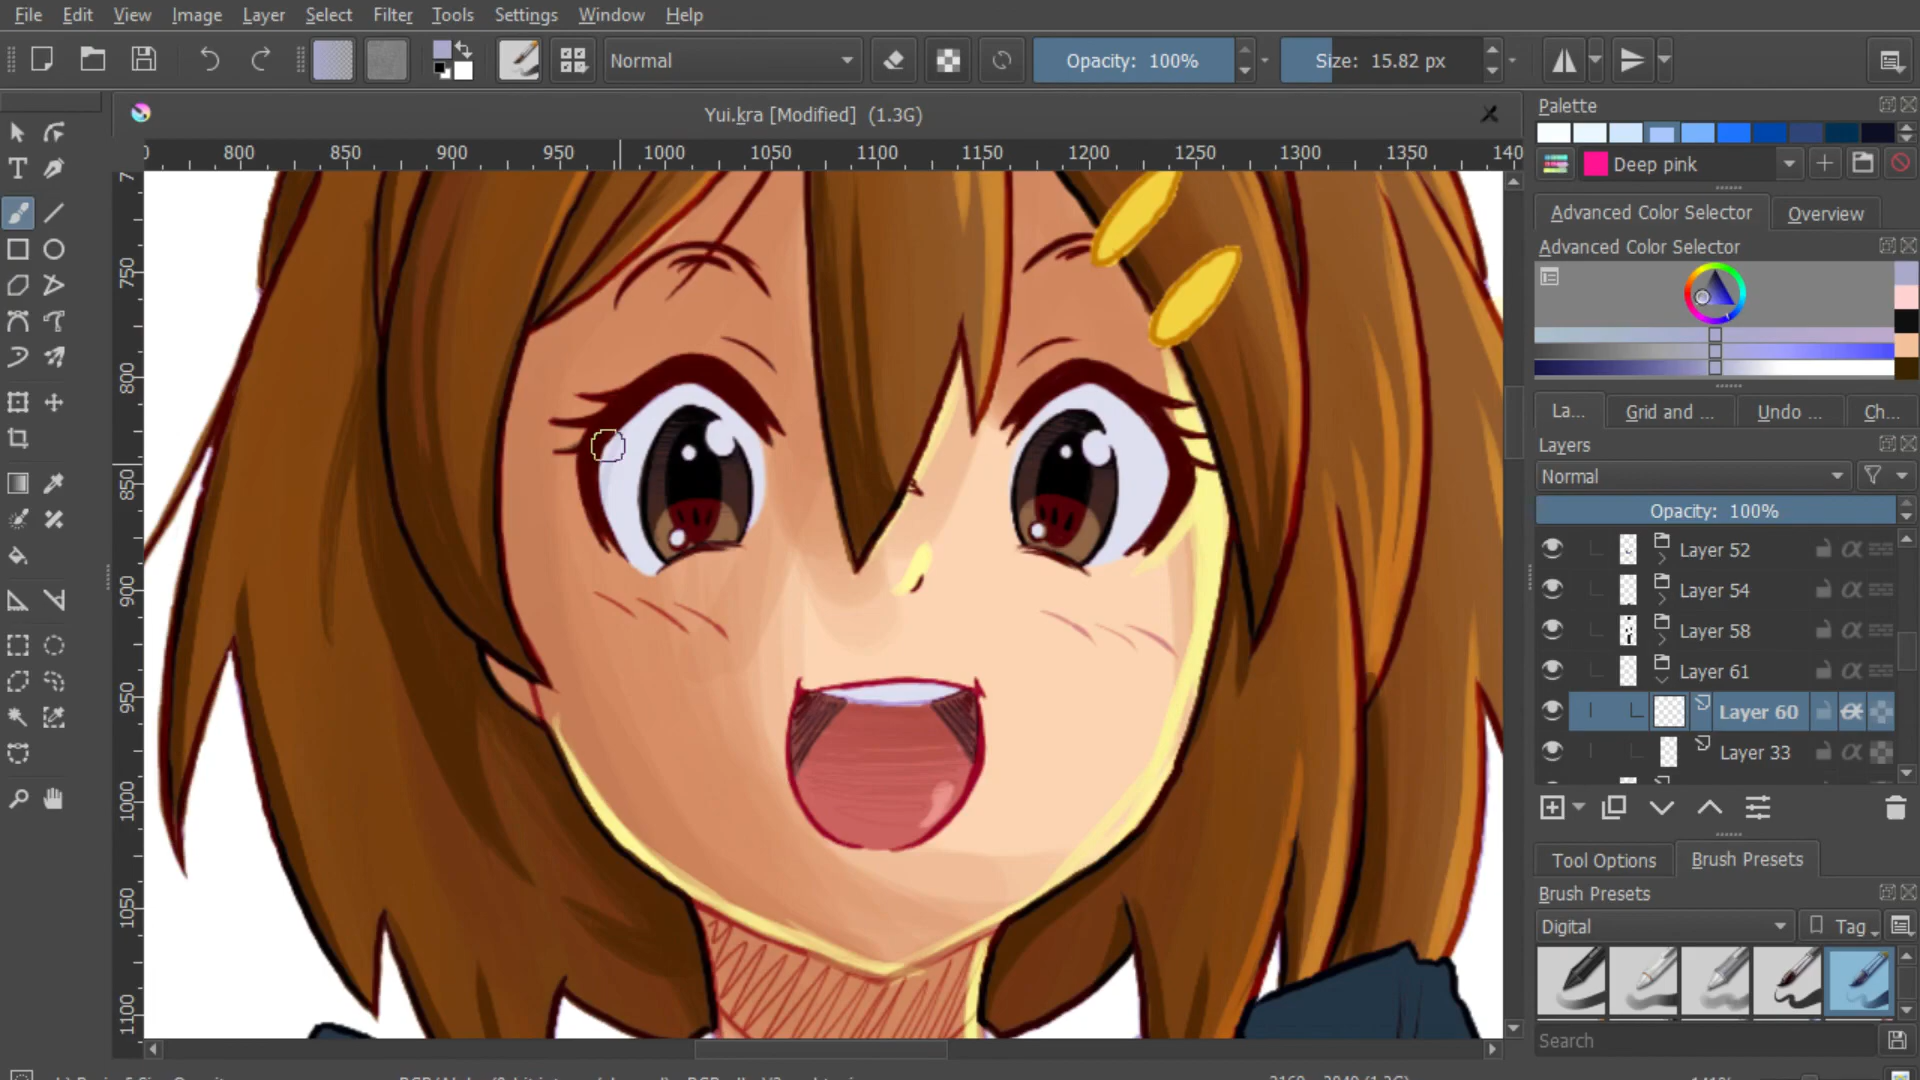 File Edit View Image Layer Select Filter Tools Settings Window Help
Normal Opacity: 100% Size: 15.82 px
Yui.kra [Modified] (1.3G)
Palette
Deep pink
Advanced Color Selector Overview
Advanced Color Selector
800 850 900 950 1000 1050 1100 1150 1200 1250 1300 1350
750
800
850
900
950
1000
1050
1100
La... Grid and ... Undo ... Ch...
Layers
Normal
Opacity: 100%
Layer 52
Layer 54
Layer 58
Layer 61
Layer 60
Layer 33
Tool Options Brush Presets
Brush Presets
Digital Tag
Search